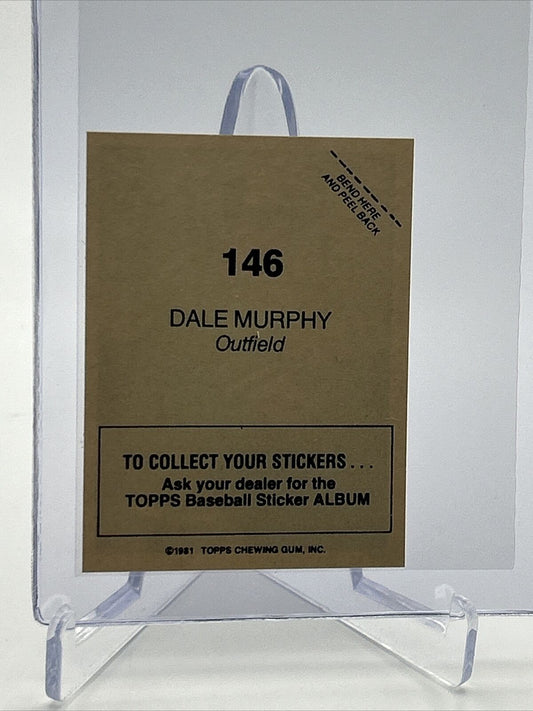 BEND HERE
AND PEEL BACK
146
DALE MURPHY
Outfield
TO COLLECT YOUR STICKERS...
Ask your dealer for the
TOPPS Baseball Sticker ALBUM
©1981 TOPPS CHEWING GUM, INC.